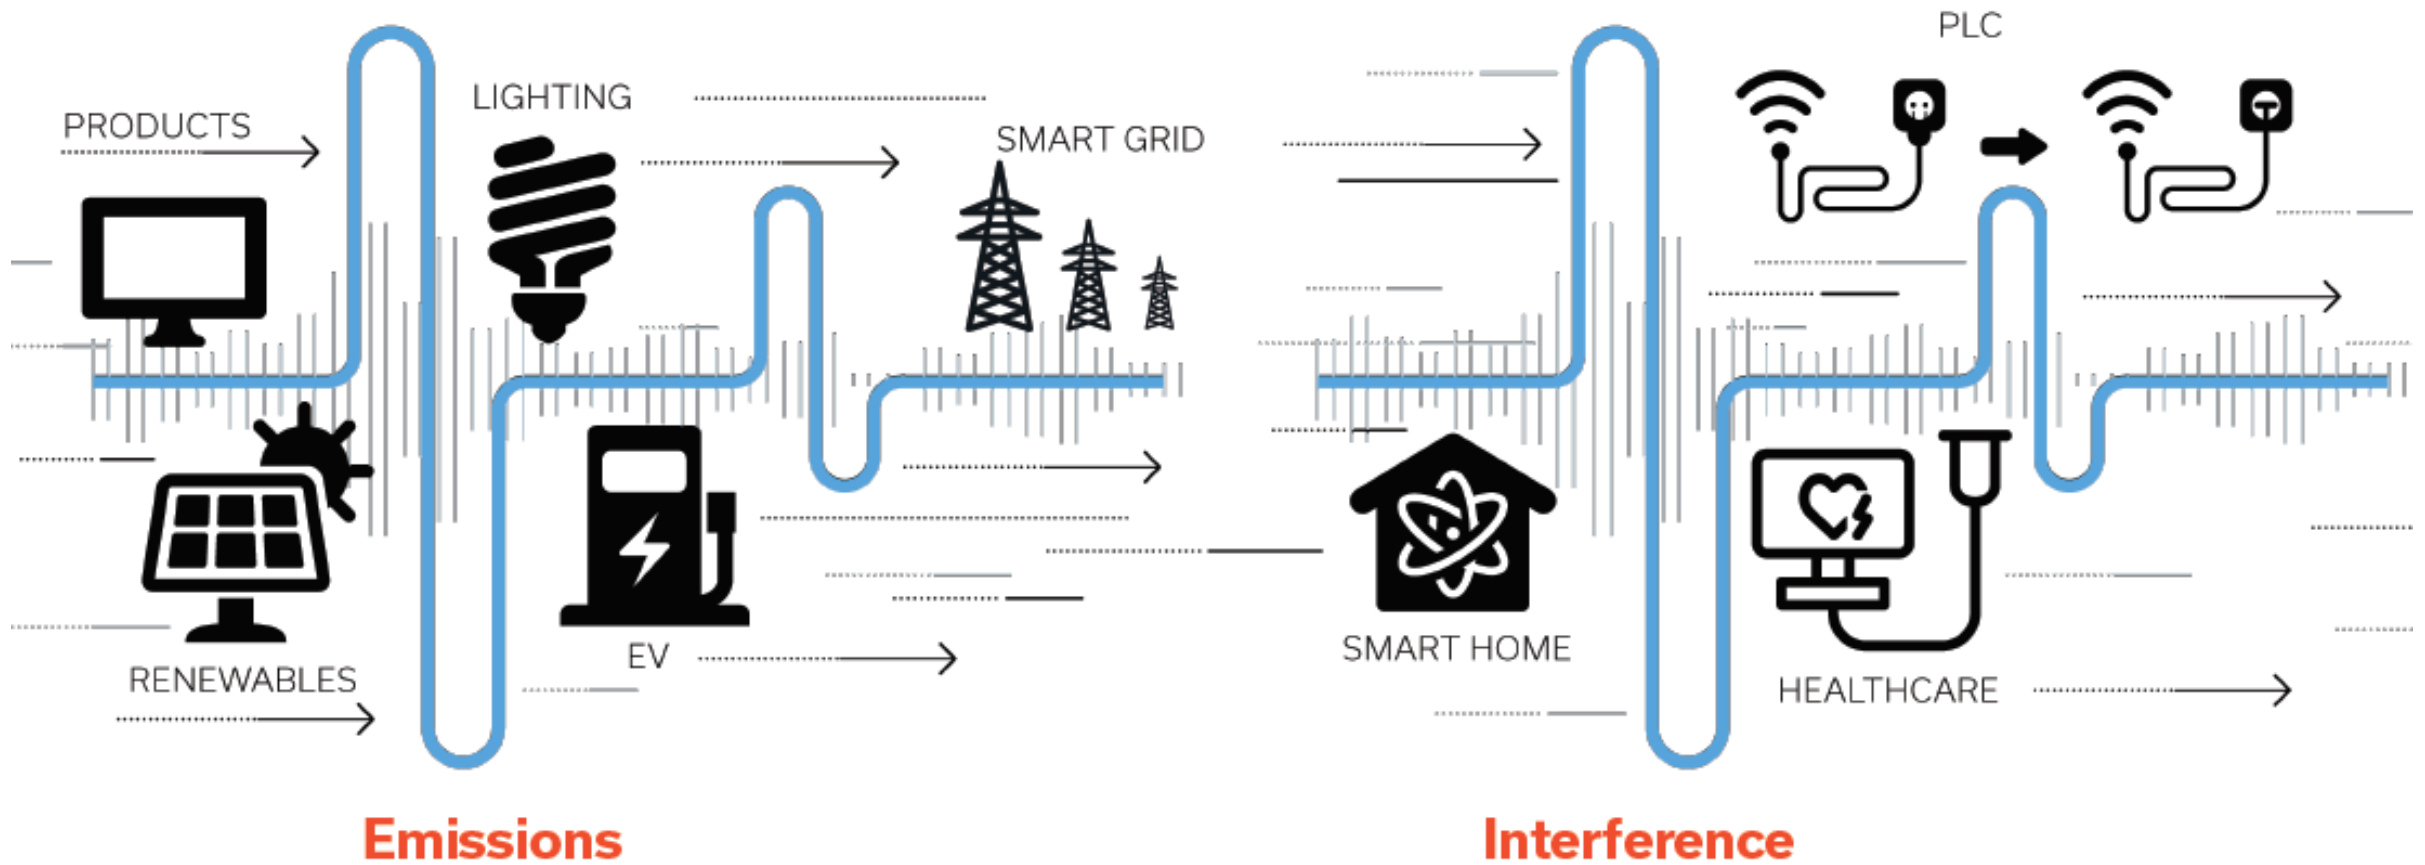 PRODUCTS
LIGHTING
SMART GRID
RENEWABLES
EV
Emissions
PLC
SMART HOME
HEALTHCARE
Interference